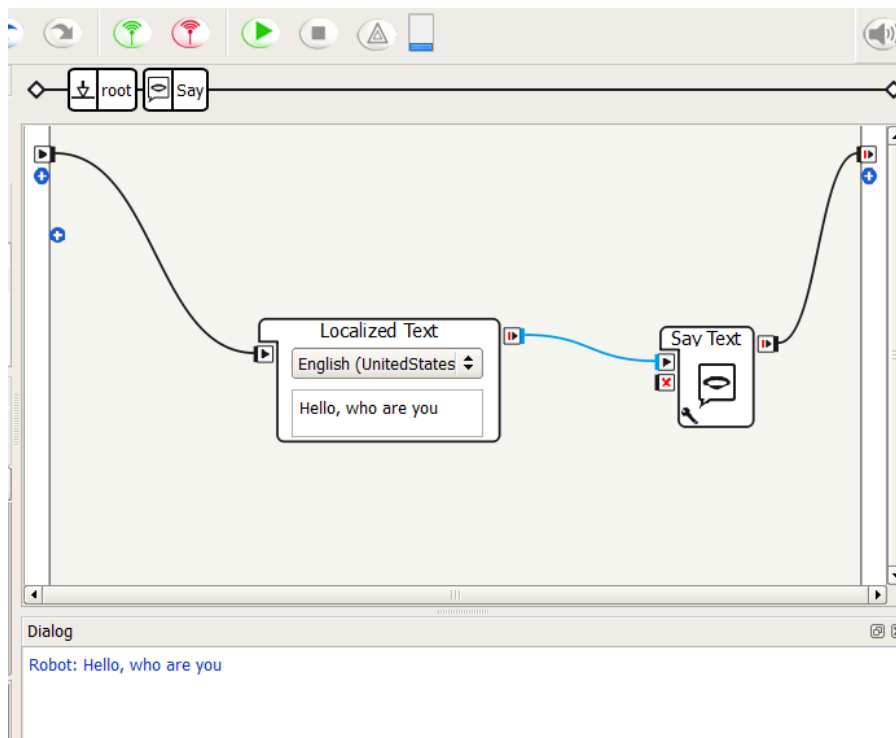 root
Say
Localized Text
Say Text
English (UnitedStates
Hello, who are you
Dialog
Robot: Hello, who are you